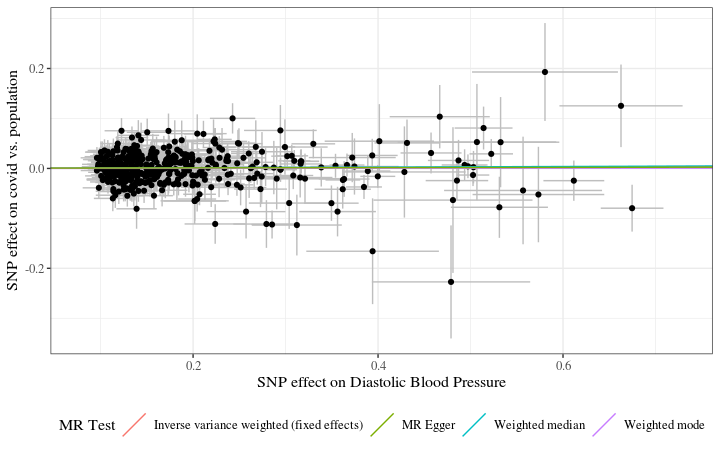 SNP effect on covid vs. population
0.2
0.0
-0.2
0.2 0.4 0.6
SNP effect on Diastolic Blood Pressure
MR Test Inverse variance weighted (fixed effects) MR Egger Weighted median Weighted mode